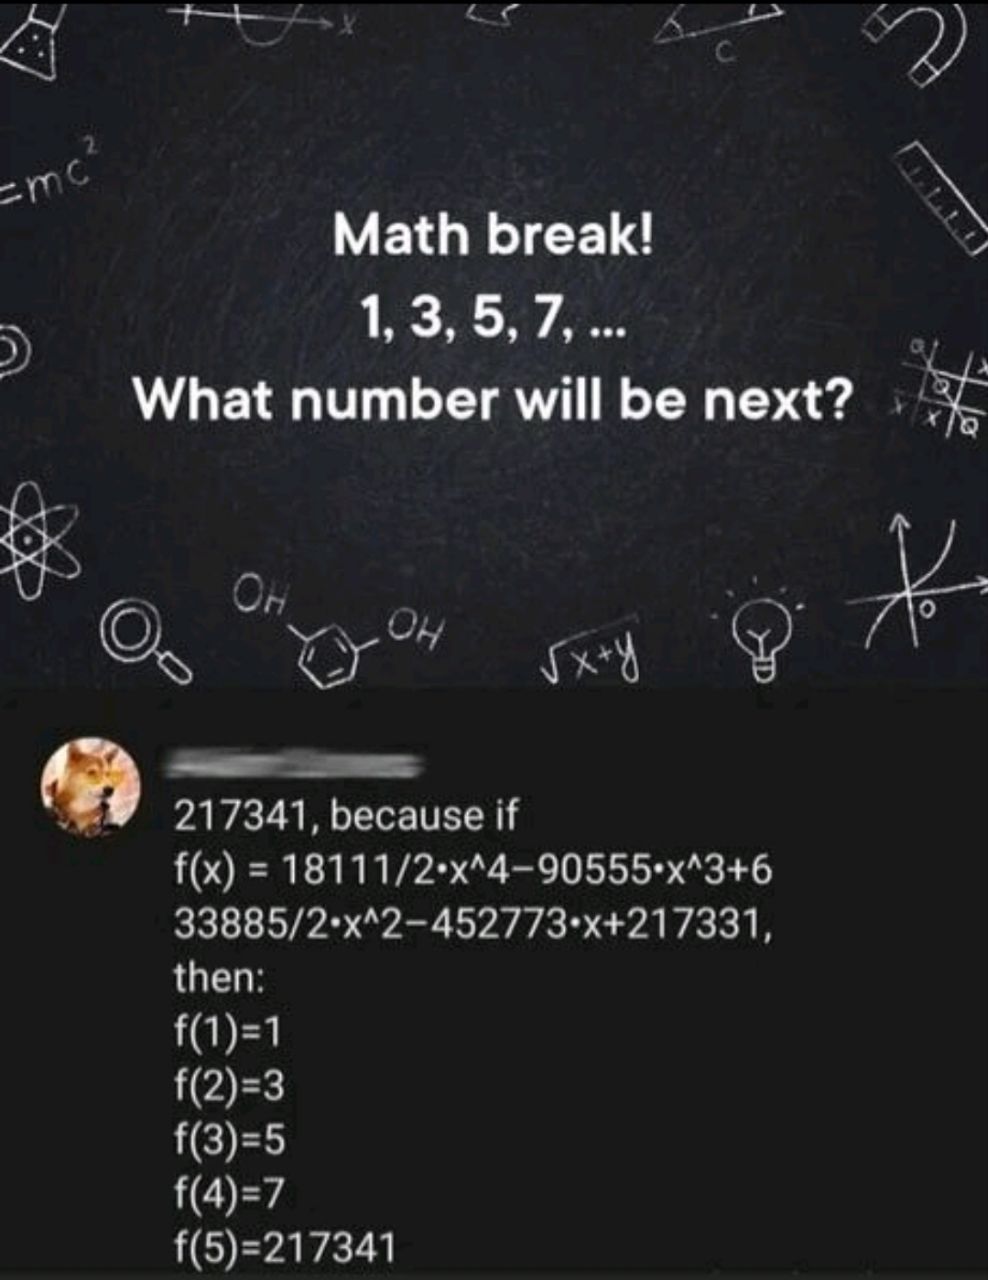 x
C
=mc²
Math break!
1, 3, 5, 7, ...
What number will be next?
OH
OH
√x+y
217341, because if
f(x) = 18111/2•x^4−90555•x^3+6
33885/2•x^2−452773•x+217331,
then:
f(1)=1
f(2)=3
f(3)=5
f(4)=7
f(5)=217341